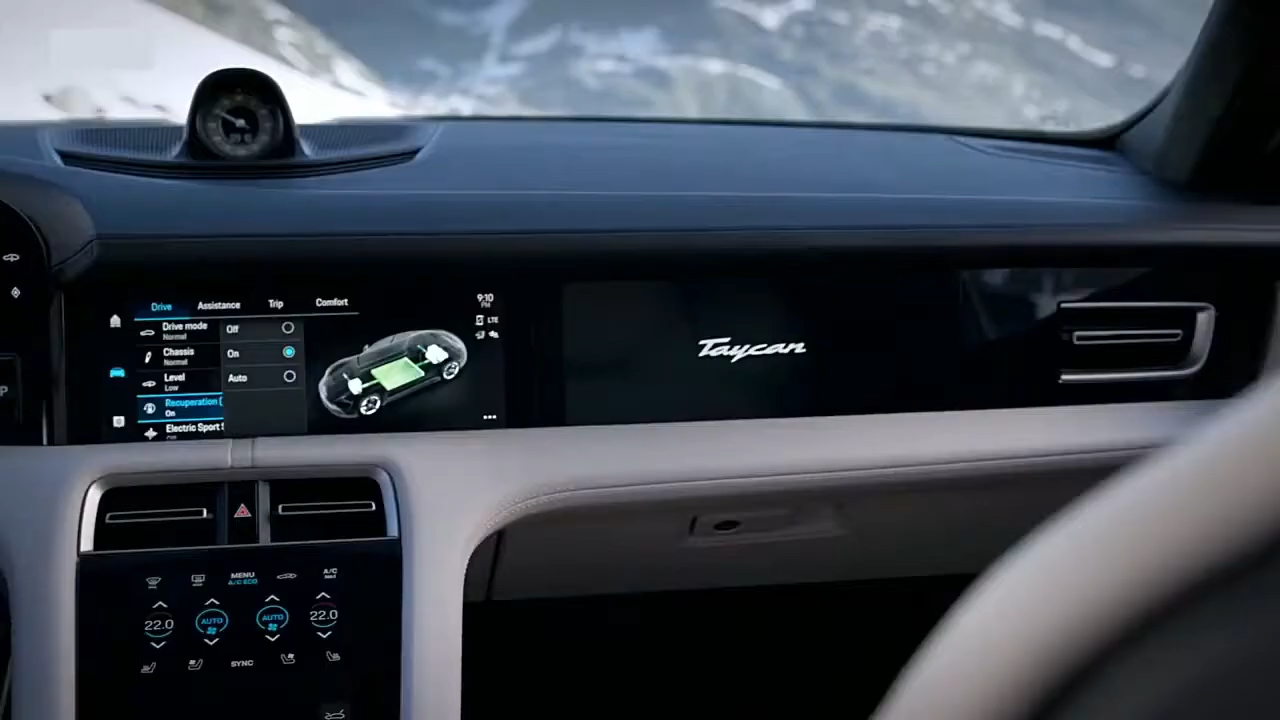 Drive Assistance Trip Comfort
9:10
PM
LTE
Drive mode
Normal
Off
Chassis
Normal
On
Level
Low
Auto
Recuperation (
On
Electric Sport S
Taycan
P
MENU
A/C ECO
A/C
22.0 AUTO AUTO 22.0
SYNC